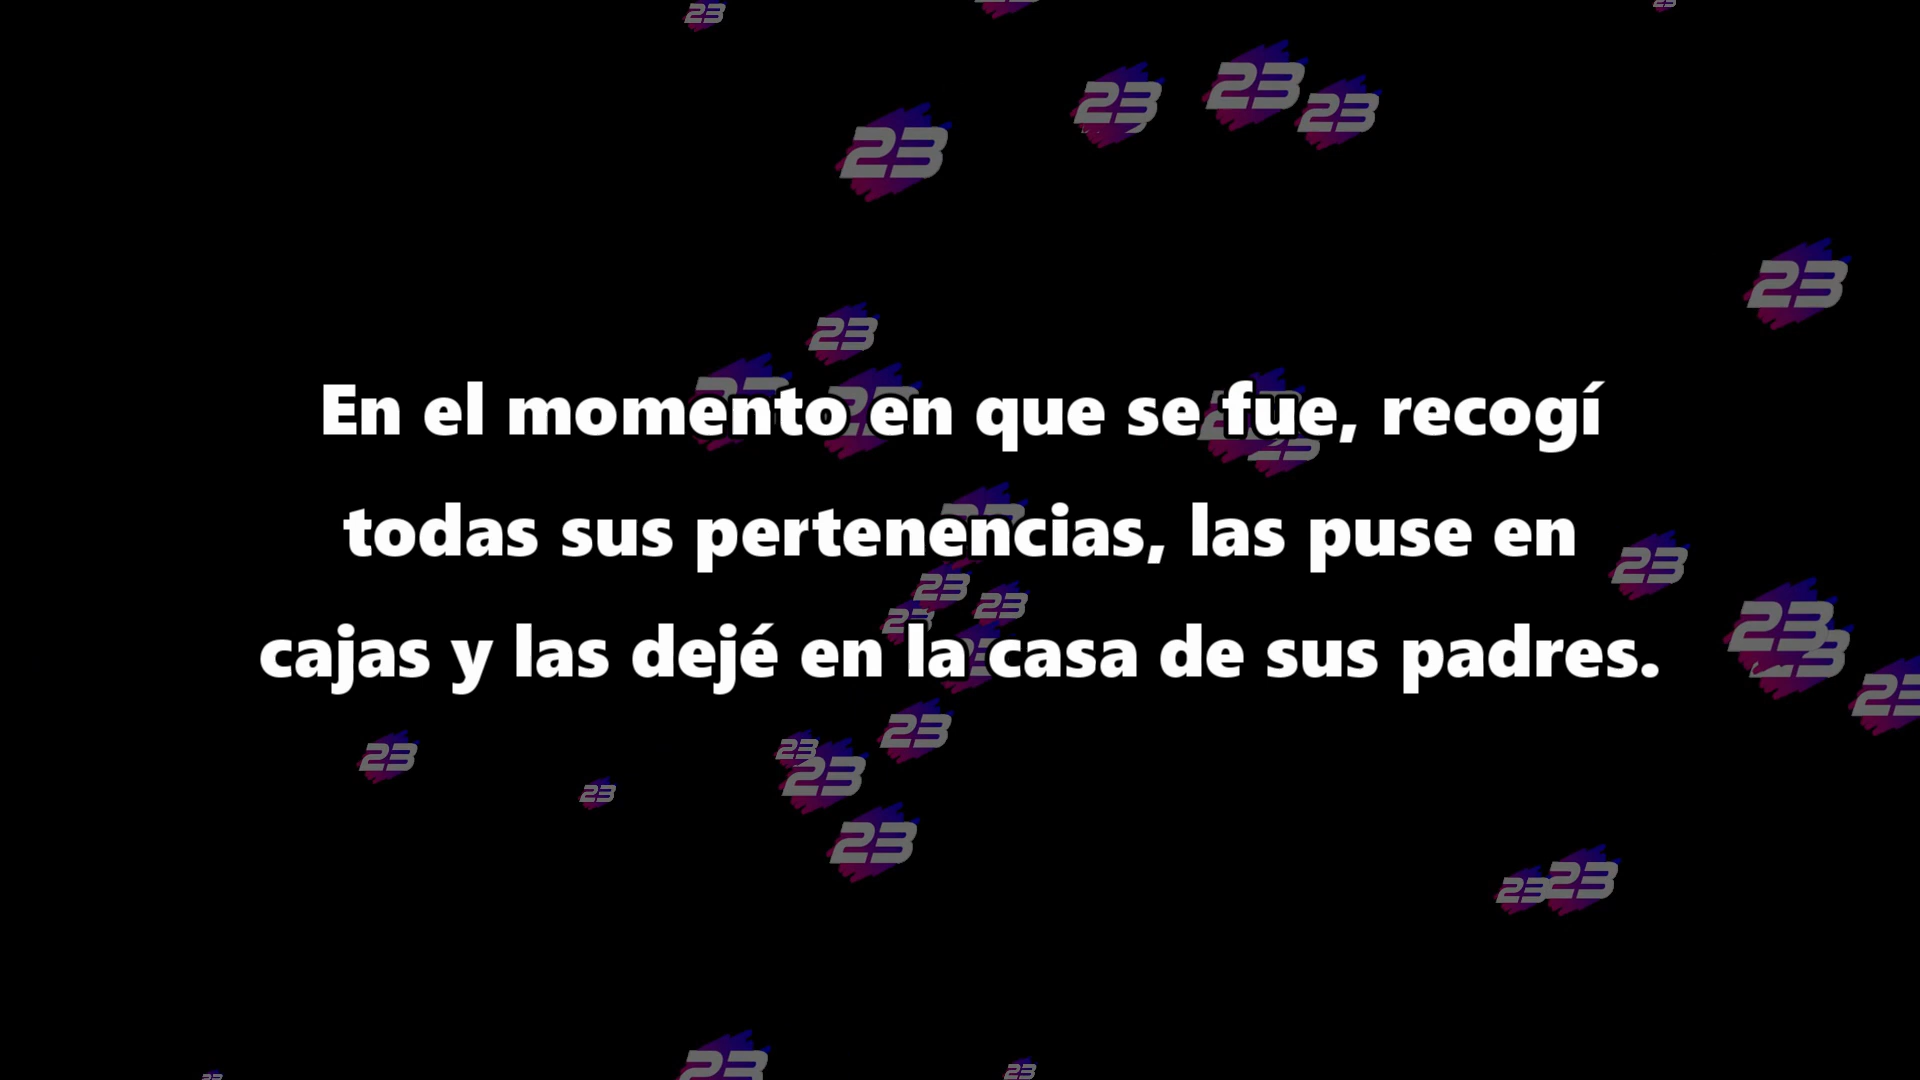 En el momento en que se fue, recogí
todas sus pertenencias, las puse en
cajas y las dejé en la casa de sus padres.